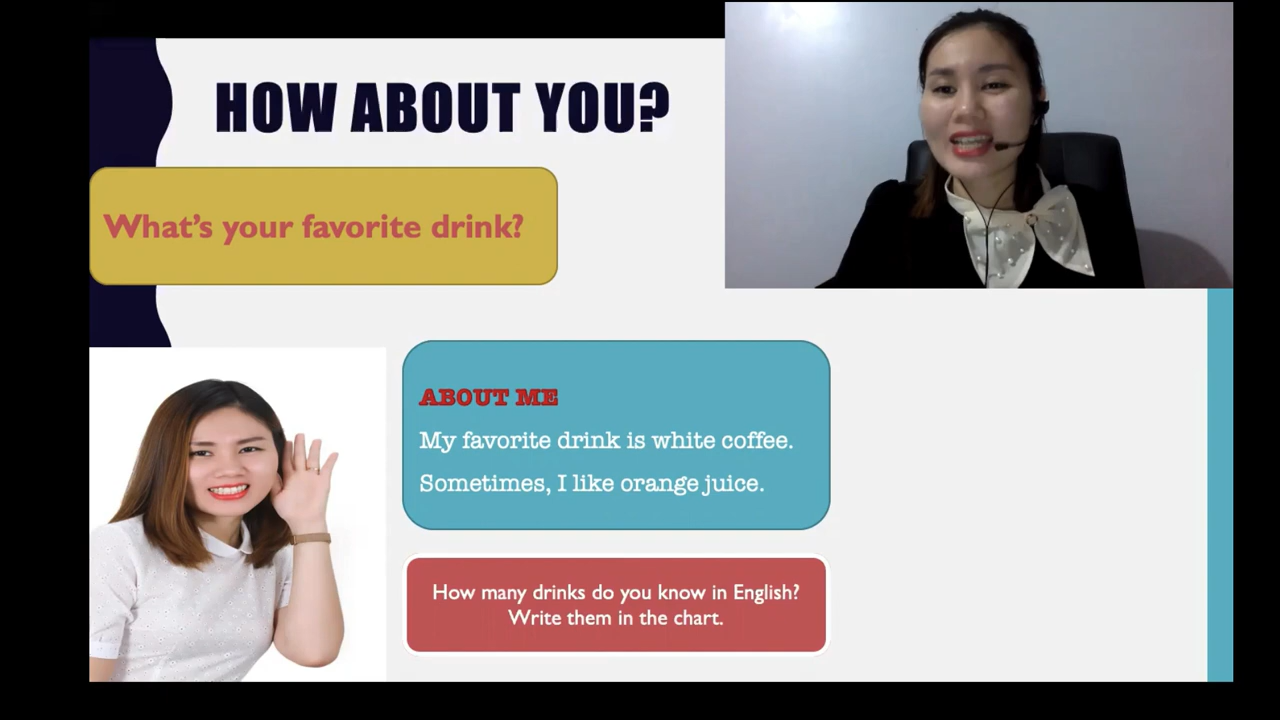 HOW ABOUT YOU?
What's your favorite drink?
ABOUT ME
My favorite drink is white coffee.
Sometimes, I like orange juice.
How many drinks do you know in English?
Write them in the chart.